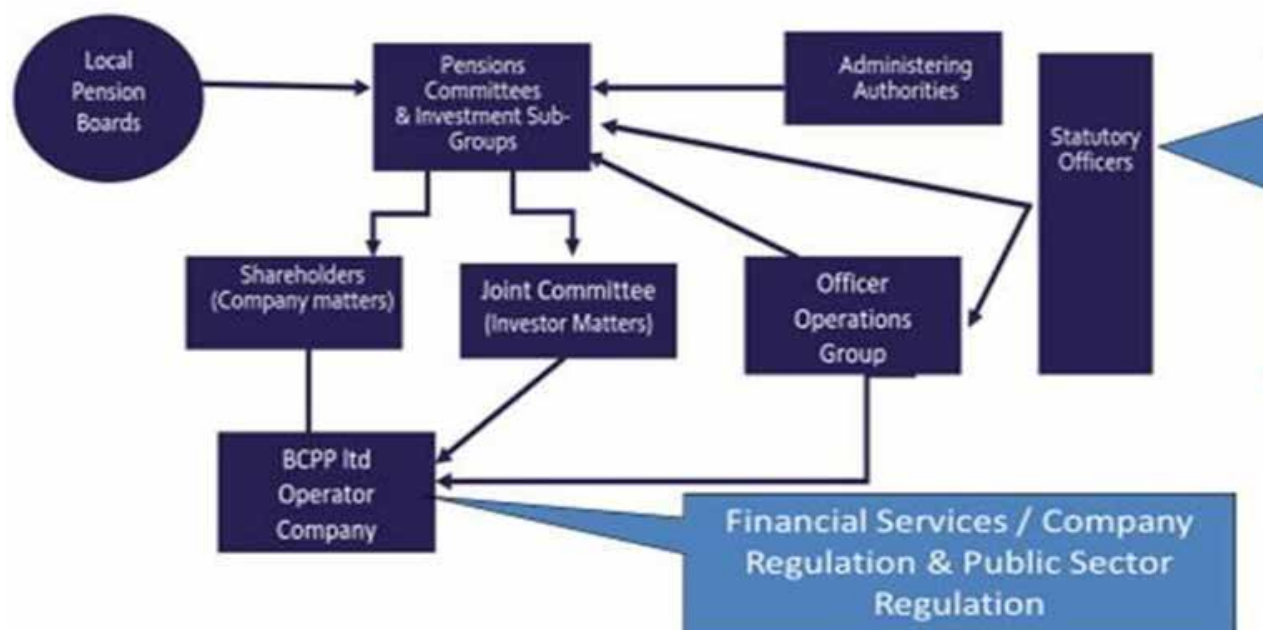 Local
Pension
Boards
Pensions
Committees
& Investment Sub-
Groups
Administering
Authorities
Statutory
Officers
Shareholders
(Company matters)
Joint Committee
(Investor Matters)
Officer
Operations
Group
BCPP ltd
Operator
Company
Financial Services / Company
Regulation & Public Sector
Regulation